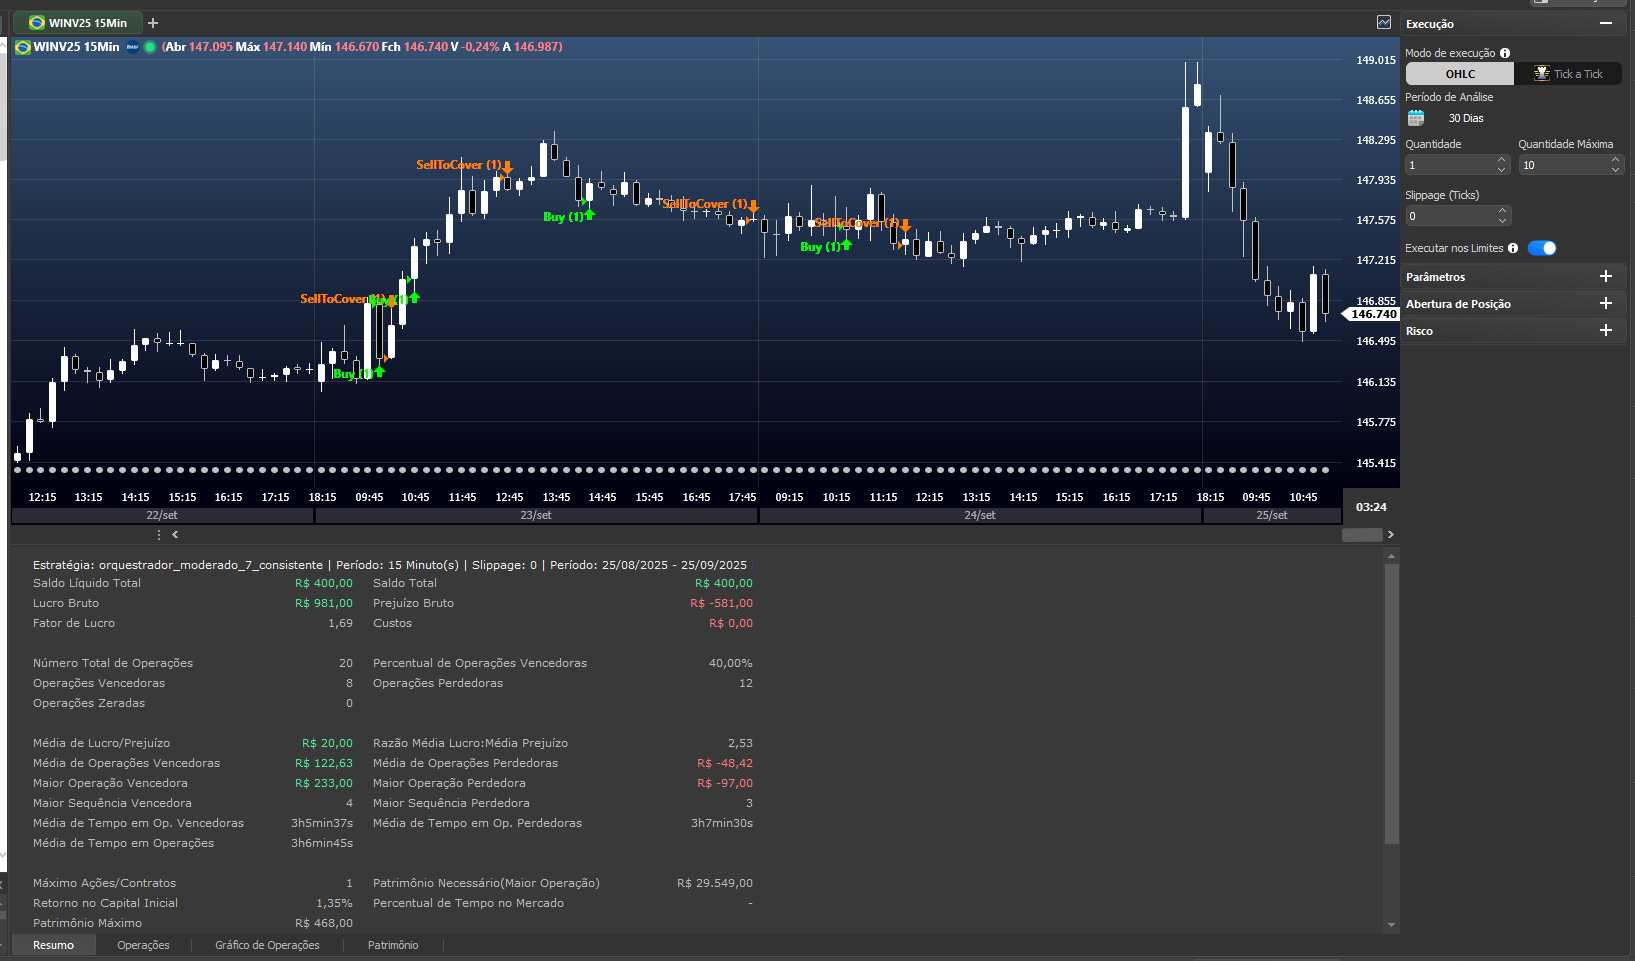 WINV25 15Min +
WINV25 15Min (Abr 147.095 Máx 147.140 Mín 146.670 Fch 146.740 V -0,24% A 146.987)
149.015
148.655
148.295
147.935
147.575
147.215
146.855
146.740
146.495
146.135
145.775
145.415
SellToCover (1)
SellToCover (1)
SellToCover (1)
SellToCover (1)
Buy (1)
Buy (1)
Buy (1)
12:15 13:15 14:15 15:15 16:15 17:15 18:15 09:45 10:45 11:45 12:45 13:45 14:45 15:45 16:45 17:45 09:15 10:15 11:15 12:15 13:15 14:15 15:15 16:15 17:15 18:15 09:45 10:45
03:24
22/set 23/set 24/set 25/set
Execução
Modo de execução
OHLC Tick a Tick
Período de Análise
30 Dias
Quantidade Quantidade Máxima
1 10
Slippage (Ticks)
0
Executar nos Limites
Parâmetros +
Abertura de Posição +
Risco +
Estratégia: orquestrador_moderado_7_consistente | Período: 15 Minuto(s) | Slippage: 0 | Período: 25/08/2025 - 25/09/2025
Saldo Líquido Total R$ 400,00 Saldo Total R$ 400,00
Lucro Bruto R$ 981,00 Prejuízo Bruto R$ -581,00
Fator de Lucro 1,69 Custos R$ 0,00
Número Total de Operações 20 Percentual de Operações Vencedoras 40,00%
Operações Vencedoras 8 Operações Perdedoras 12
Operações Zeradas 0
Média de Lucro/Prejuízo R$ 20,00 Razão Média Lucro:Média Prejuízo 2,53
Média de Operações Vencedoras R$ 122,63 Média de Operações Perdedoras R$ -48,42
Maior Operação Vencedora R$ 233,00 Maior Operação Perdedora R$ -97,00
Maior Sequência Vencedora 4 Maior Sequência Perdedora 3
Média de Tempo em Op. Vencedoras 3h5min37s Média de Tempo em Op. Perdedoras 3h7min30s
Média de Tempo em Operações 3h6min45s
Máximo Ações/Contratos 1 Patrimônio Necessário(Maior Operação) R$ 29.549,00
Retorno no Capital Inicial 1,35% Percentual de Tempo no Mercado -
Patrimônio Máximo R$ 468,00
Resumo Operações Gráfico de Operações Patrimônio